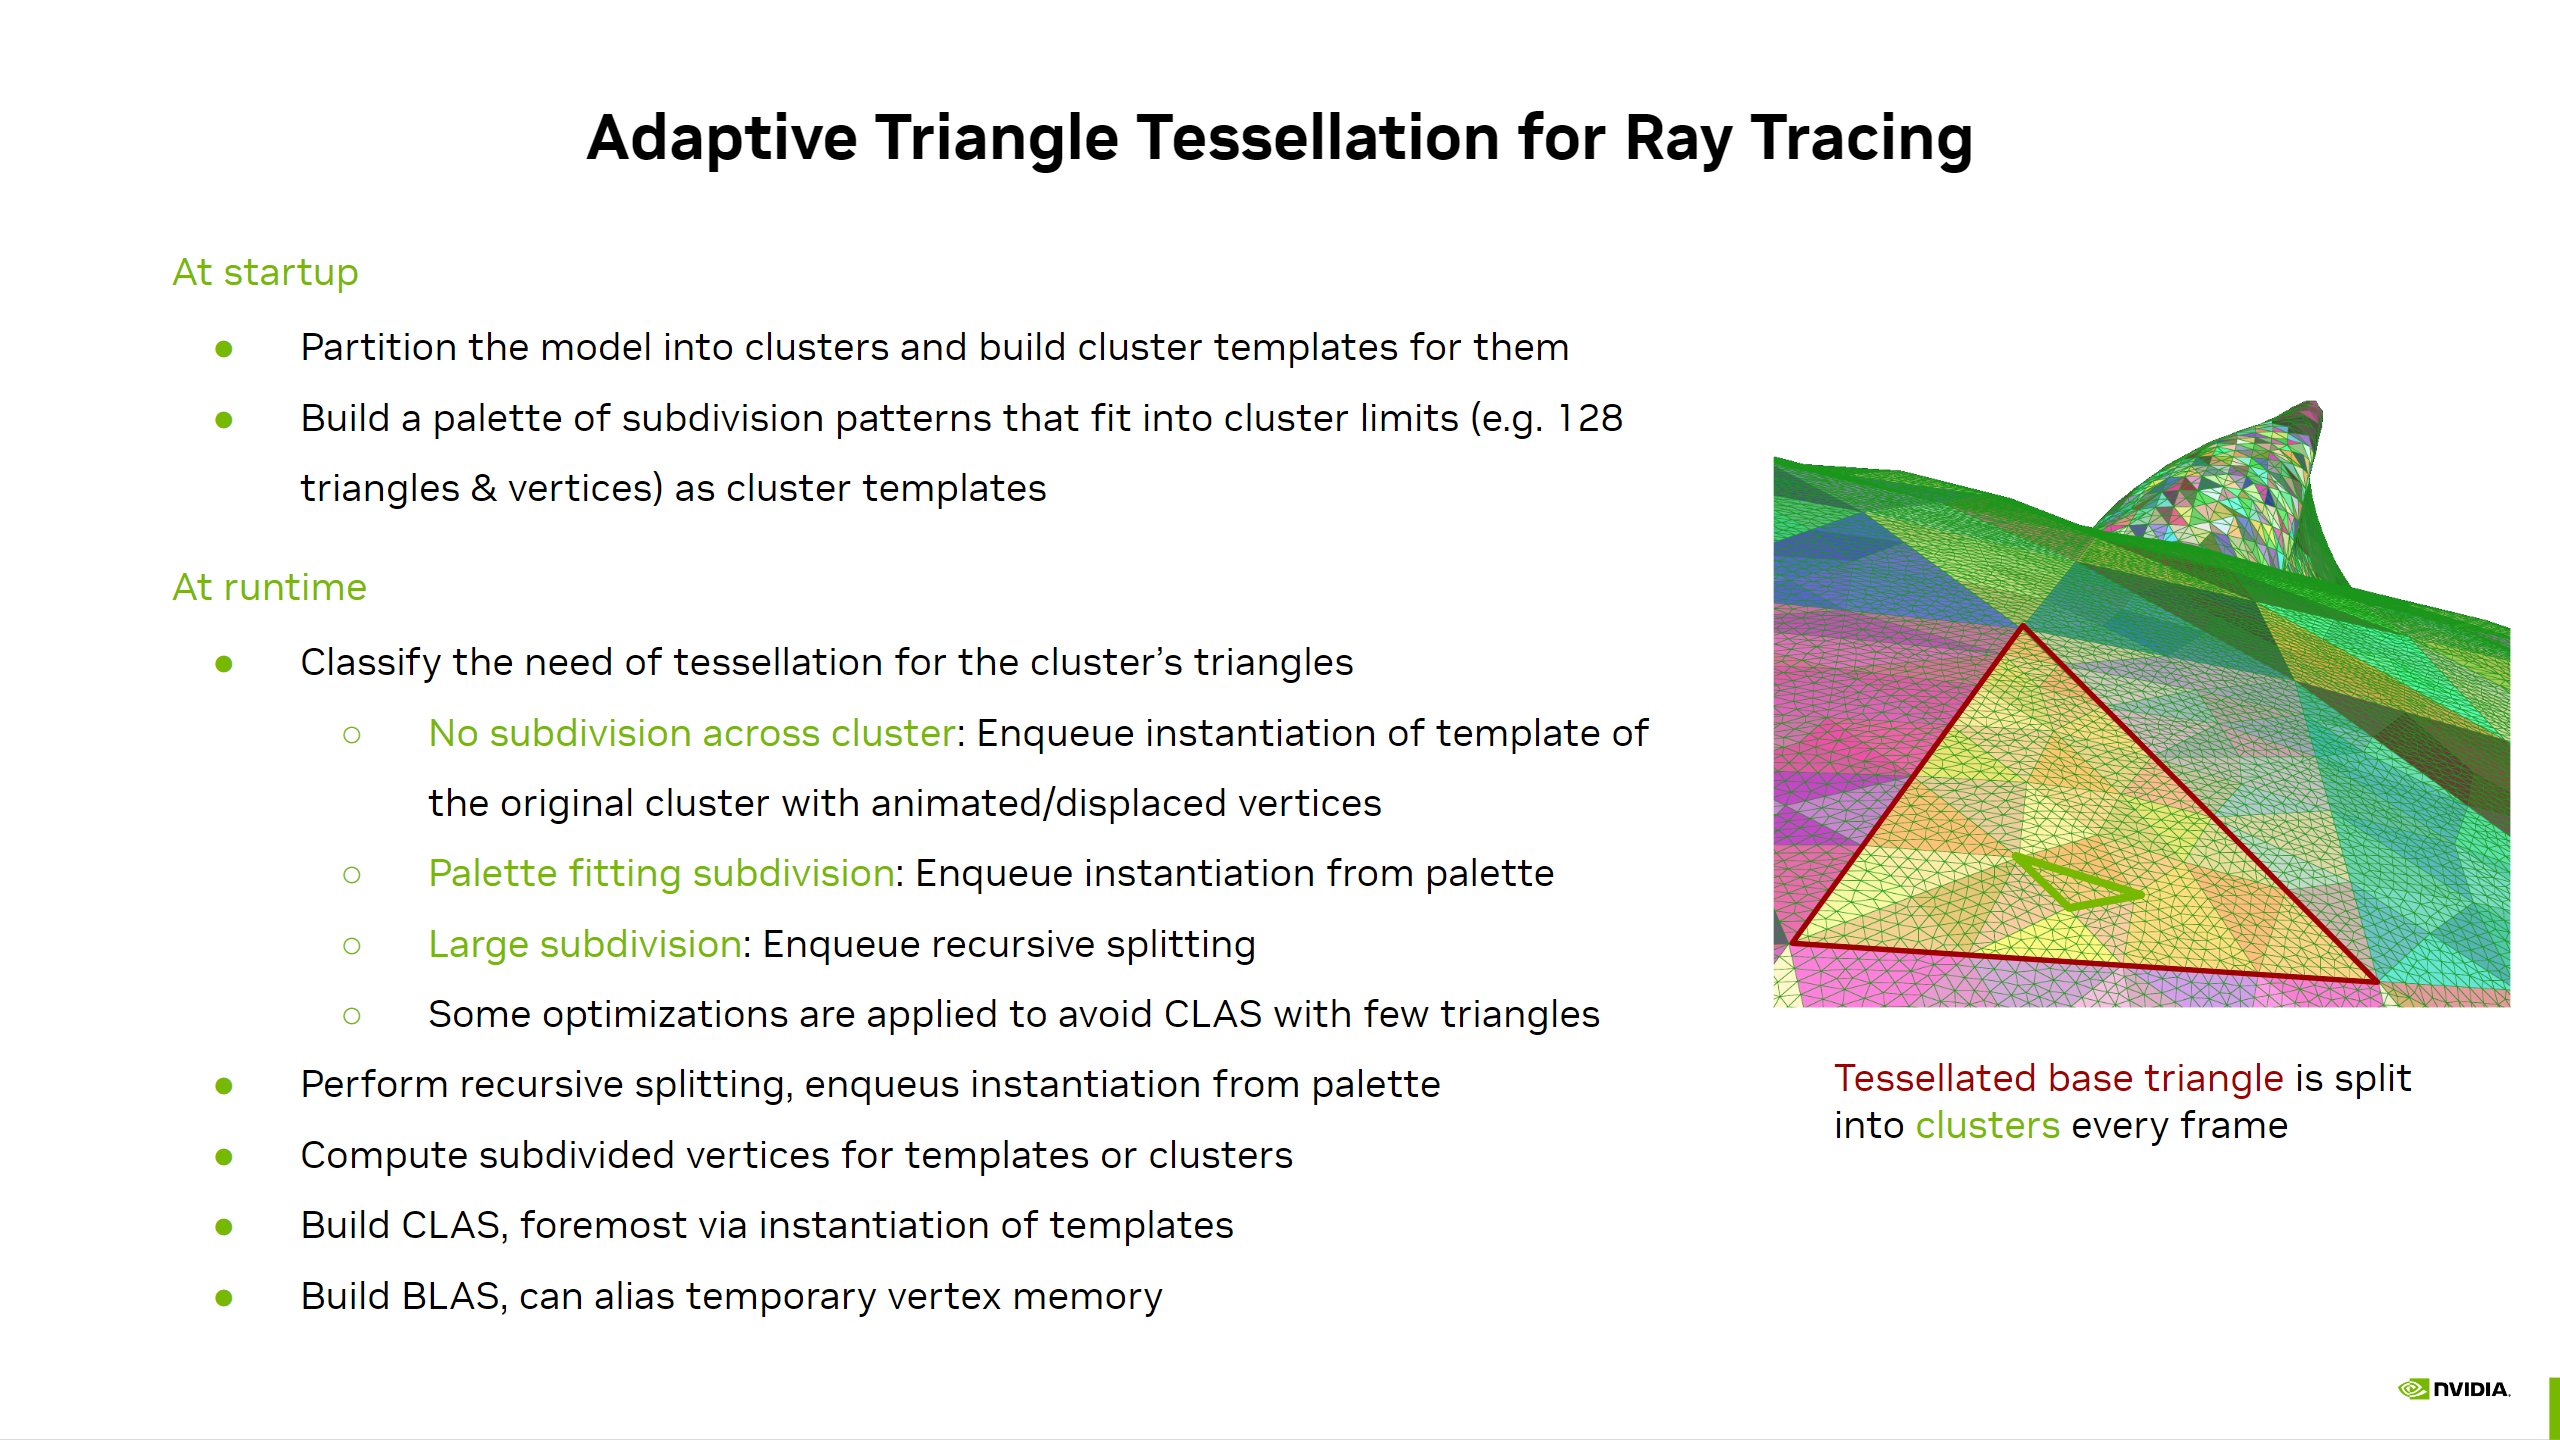 Adaptive Triangle Tessellation for Ray Tracing
At startup
● Partition the model into clusters and build cluster templates for them
● Build a palette of subdivision patterns that fit into cluster limits (e.g. 128
triangles & vertices) as cluster templates
At runtime
● Classify the need of tessellation for the cluster’s triangles
○ No subdivision across cluster: Enqueue instantiation of template of
the original cluster with animated/displaced vertices
○ Palette fitting subdivision: Enqueue instantiation from palette
○ Large subdivision: Enqueue recursive splitting
○ Some optimizations are applied to avoid CLAS with few triangles
● Perform recursive splitting, enqueus instantiation from palette
● Compute subdivided vertices for templates or clusters
● Build CLAS, foremost via instantiation of templates
● Build BLAS, can alias temporary vertex memory
Tessellated base triangle is split
into clusters every frame
NVIDIA.